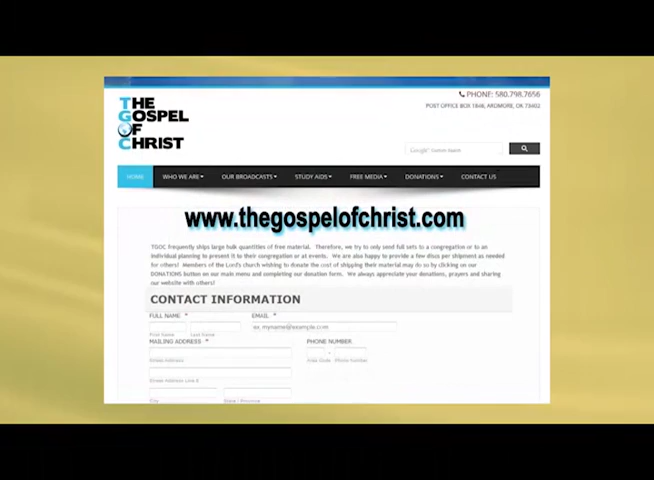 THE
GOSPEL
OF
CHRIST
PHONE: 580.798.7656
POST OFFICE BOX 1848, ARDMORE, OK 73402
Google Custom Search
HOME WHO WE ARE OUR BROADCASTS STUDY AIDS FREE MEDIA DONATIONS CONTACT US
www.thegospelofchrist.com
TGOC frequently ships large bulk quantities of free material. Therefore, we try to only send full sets to a congregation or to an
individual planning to present it to their congregation or at events. We are also happy to provide a few discs per shipment as needed
for others! Members of the Lord's church wishing to donate the cost of shipping their material may do so by clicking on our
DONATIONS button on our main menu and completing our donation form. We always appreciate your donations, prayers and sharing
our website with others!
CONTACT INFORMATION
FULL NAME * EMAIL *
ex. myname@example.com
First Name Last Name
MAILING ADDRESS * PHONE NUMBER
Street Address Area Code - Phone Number
Street Address Line 2
City State / Province